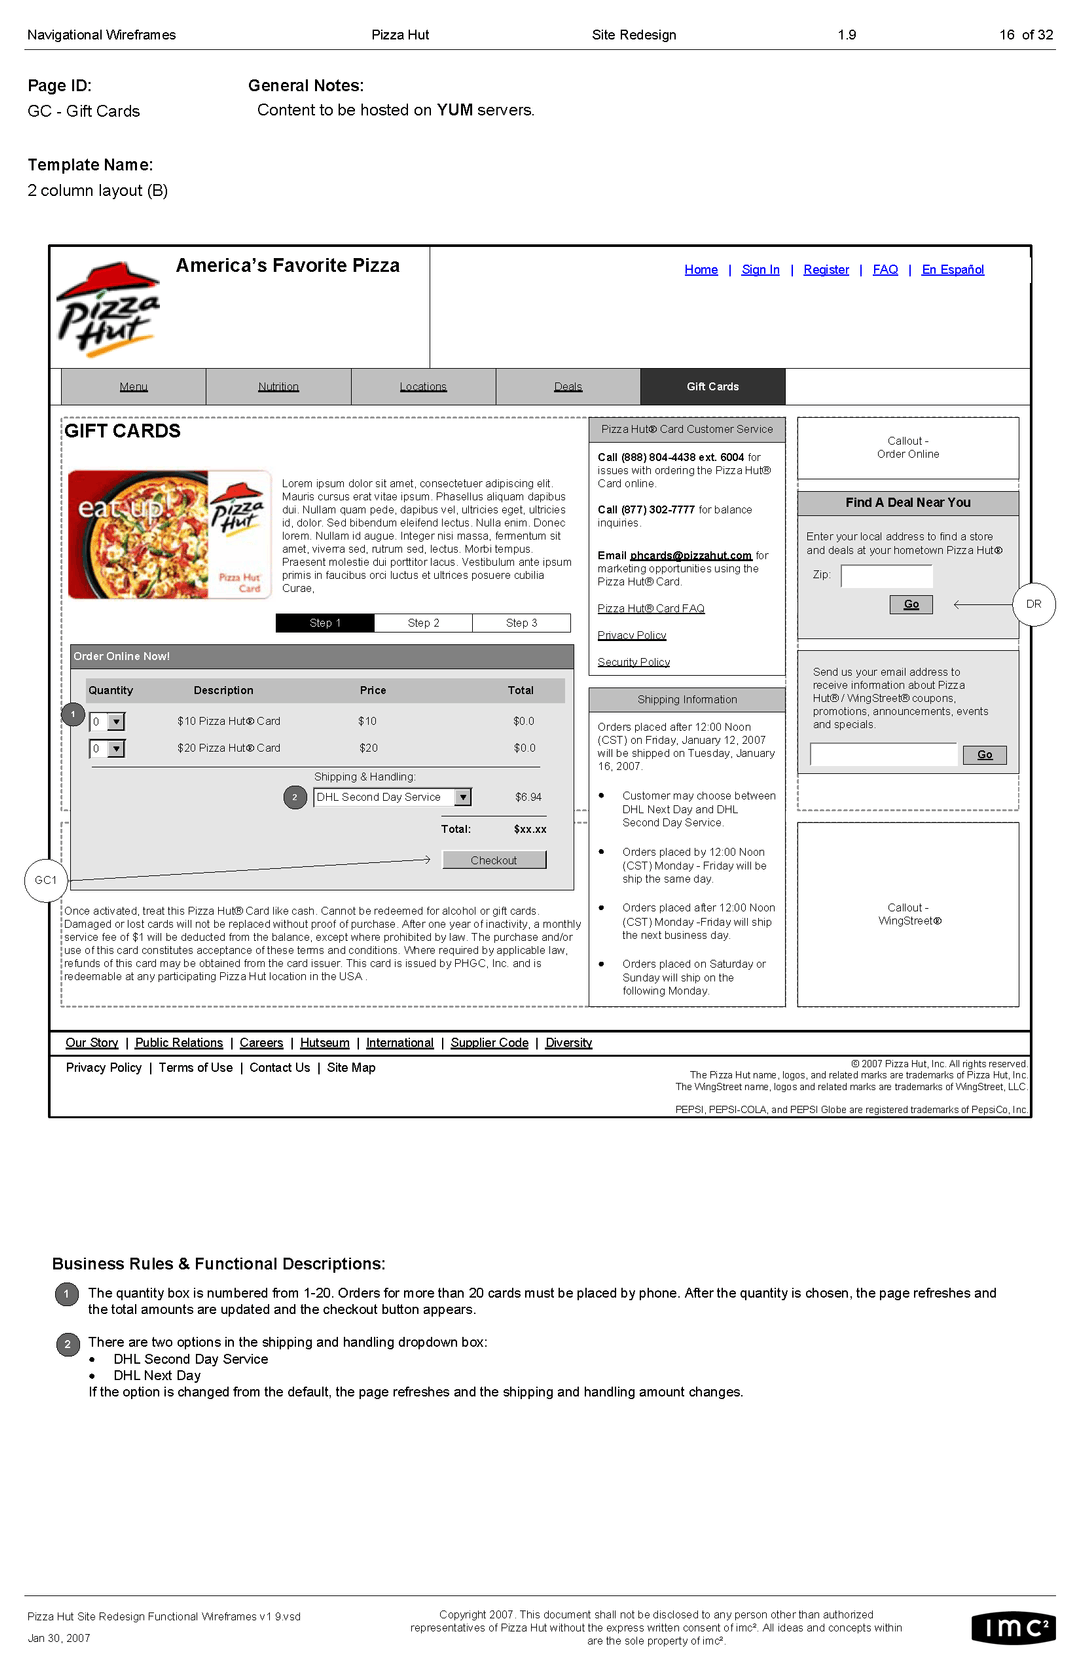 Navigational Wireframes Pizza Hut Site Redesign 1.9 16 of 32
Page ID:
GC - Gift Cards
General Notes:
Content to be hosted on YUM servers.
Template Name:
2 column layout (B)
Pizza Hut
America's Favorite Pizza
Home | Sign In | Register | FAQ | En Español
Menu Nutrition Locations Deals Gift Cards
GIFT CARDS
eat up!
Pizza Hut
Pizza Hut
Card
Lorem ipsum dolor sit amet, consectetuer adipiscing elit.
Mauris cursus erat vitae ipsum. Phasellus aliquam dapibus
dui. Nullam quam pede, dapibus vel, ultricies eget, ultricies
id, dolor. Sed bibendum eleifend lectus. Nulla enim. Donec
lorem. Nullam id augue. Integer nisi massa, fermentum sit
amet, viverra sed, rutrum sed, lectus. Morbi tempus.
Praesent molestie dui porttitor lacus. Vestibulum ante ipsum
primis in faucibus orci luctus et ultrices posuere cubilia
Curae,
Step 1 Step 2 Step 3
Order Online Now!
Quantity Description Price Total
1
0 $10 Pizza Hut® Card $10 $0.0
0 $20 Pizza Hut® Card $20 $0.0
Shipping & Handling:
2 DHL Second Day Service $6.94
Total: $xx.xx
Checkout
GC1
Once activated, treat this Pizza Hut® Card like cash. Cannot be redeemed for alcohol or gift cards.
Damaged or lost cards will not be replaced without proof of purchase. After one year of inactivity, a monthly
service fee of $1 will be deducted from the balance, except where prohibited by law. The purchase and/or
use of this card constitutes acceptance of these terms and conditions. Where required by applicable law,
refunds of this card may be obtained from the card issuer. This card is issued by PHGC, Inc. and is
redeemable at any participating Pizza Hut location in the USA .
Pizza Hut® Card Customer Service
Call (888) 804-4438 ext. 6004 for
issues with ordering the Pizza Hut®
Card online.
Call (877) 302-7777 for balance
inquiries.
Email phcards@pizzahut.com for
marketing opportunities using the
Pizza Hut® Card.
Pizza Hut® Card FAQ
Privacy Policy
Security Policy
Shipping Information
Orders placed after 12:00 Noon
(CST) on Friday, January 12, 2007
will be shipped on Tuesday, January
16, 2007.
• Customer may choose between
DHL Next Day and DHL
Second Day Service.
• Orders placed by 12:00 Noon
(CST) Monday - Friday will be
ship the same day.
• Orders placed after 12:00 Noon
(CST) Monday -Friday will ship
the next business day.
• Orders placed on Saturday or
Sunday will ship on the
following Monday.
Callout -
Order Online
Find A Deal Near You
Enter your local address to find a store
and deals at your hometown Pizza Hut®
Zip:
Go
DR
Send us your email address to
receive information about Pizza
Hut® / WingStreet® coupons,
promotions, announcements, events
and specials.
Go
Callout -
WingStreet®
Our Story | Public Relations | Careers | Hutseum | International | Supplier Code | Diversity
Privacy Policy | Terms of Use | Contact Us | Site Map
© 2007 Pizza Hut, Inc. All rights reserved.
The Pizza Hut name, logos, and related marks are trademarks of Pizza Hut, Inc.
The WingStreet name, logos and related marks are trademarks of WingStreet, LLC.
PEPSI, PEPSI-COLA, and PEPSI Globe are registered trademarks of PepsiCo, Inc.
Business Rules & Functional Descriptions:
1 The quantity box is numbered from 1-20. Orders for more than 20 cards must be placed by phone. After the quantity is chosen, the page refreshes and
the total amounts are updated and the checkout button appears.
2 There are two options in the shipping and handling dropdown box:
• DHL Second Day Service
• DHL Next Day
If the option is changed from the default, the page refreshes and the shipping and handling amount changes.
Pizza Hut Site Redesign Functional Wireframes v1 9.vsd
Jan 30, 2007
Copyright 2007. This document shall not be disclosed to any person other than authorized
representatives of Pizza Hut without the express written consent of imc². All ideas and concepts within
are the sole property of imc².
imc²